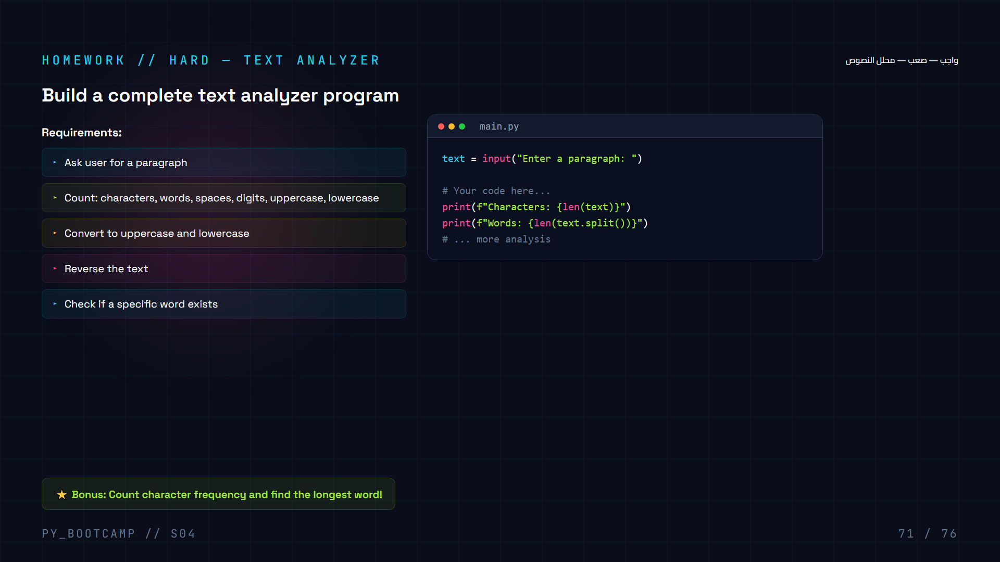 HOMEWORK // HARD — TEXT ANALYZER
واجب — صعب — محلل النصوص
Build a complete text analyzer program
Requirements:
▸ Ask user for a paragraph
▸ Count: characters, words, spaces, digits, uppercase, lowercase
▸ Convert to uppercase and lowercase
▸ Reverse the text
▸ Check if a specific word exists
main.py
text = input("Enter a paragraph: ")
# Your code here...
print(f"Characters: {len(text)}")
print(f"Words: {len(text.split())}")
# ... more analysis
⭐ Bonus: Count character frequency and find the longest word!
PY_BOOTCAMP // S04
71 / 76